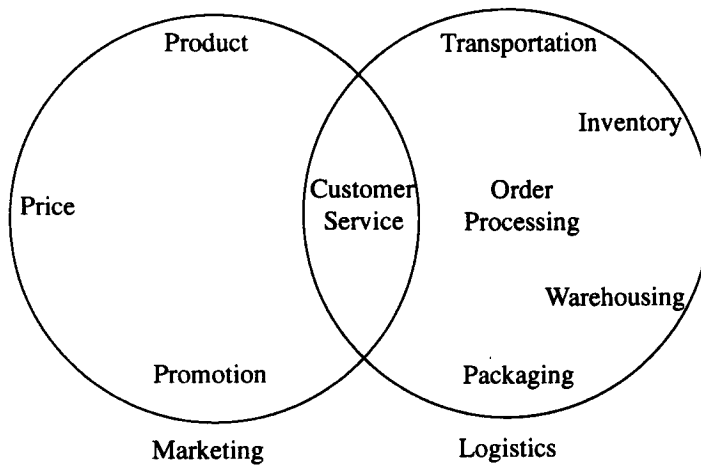 Product
Transportation
Inventory
Price
Customer
Service
Order
Processing
Warehousing
Promotion
Packaging
Marketing
Logistics